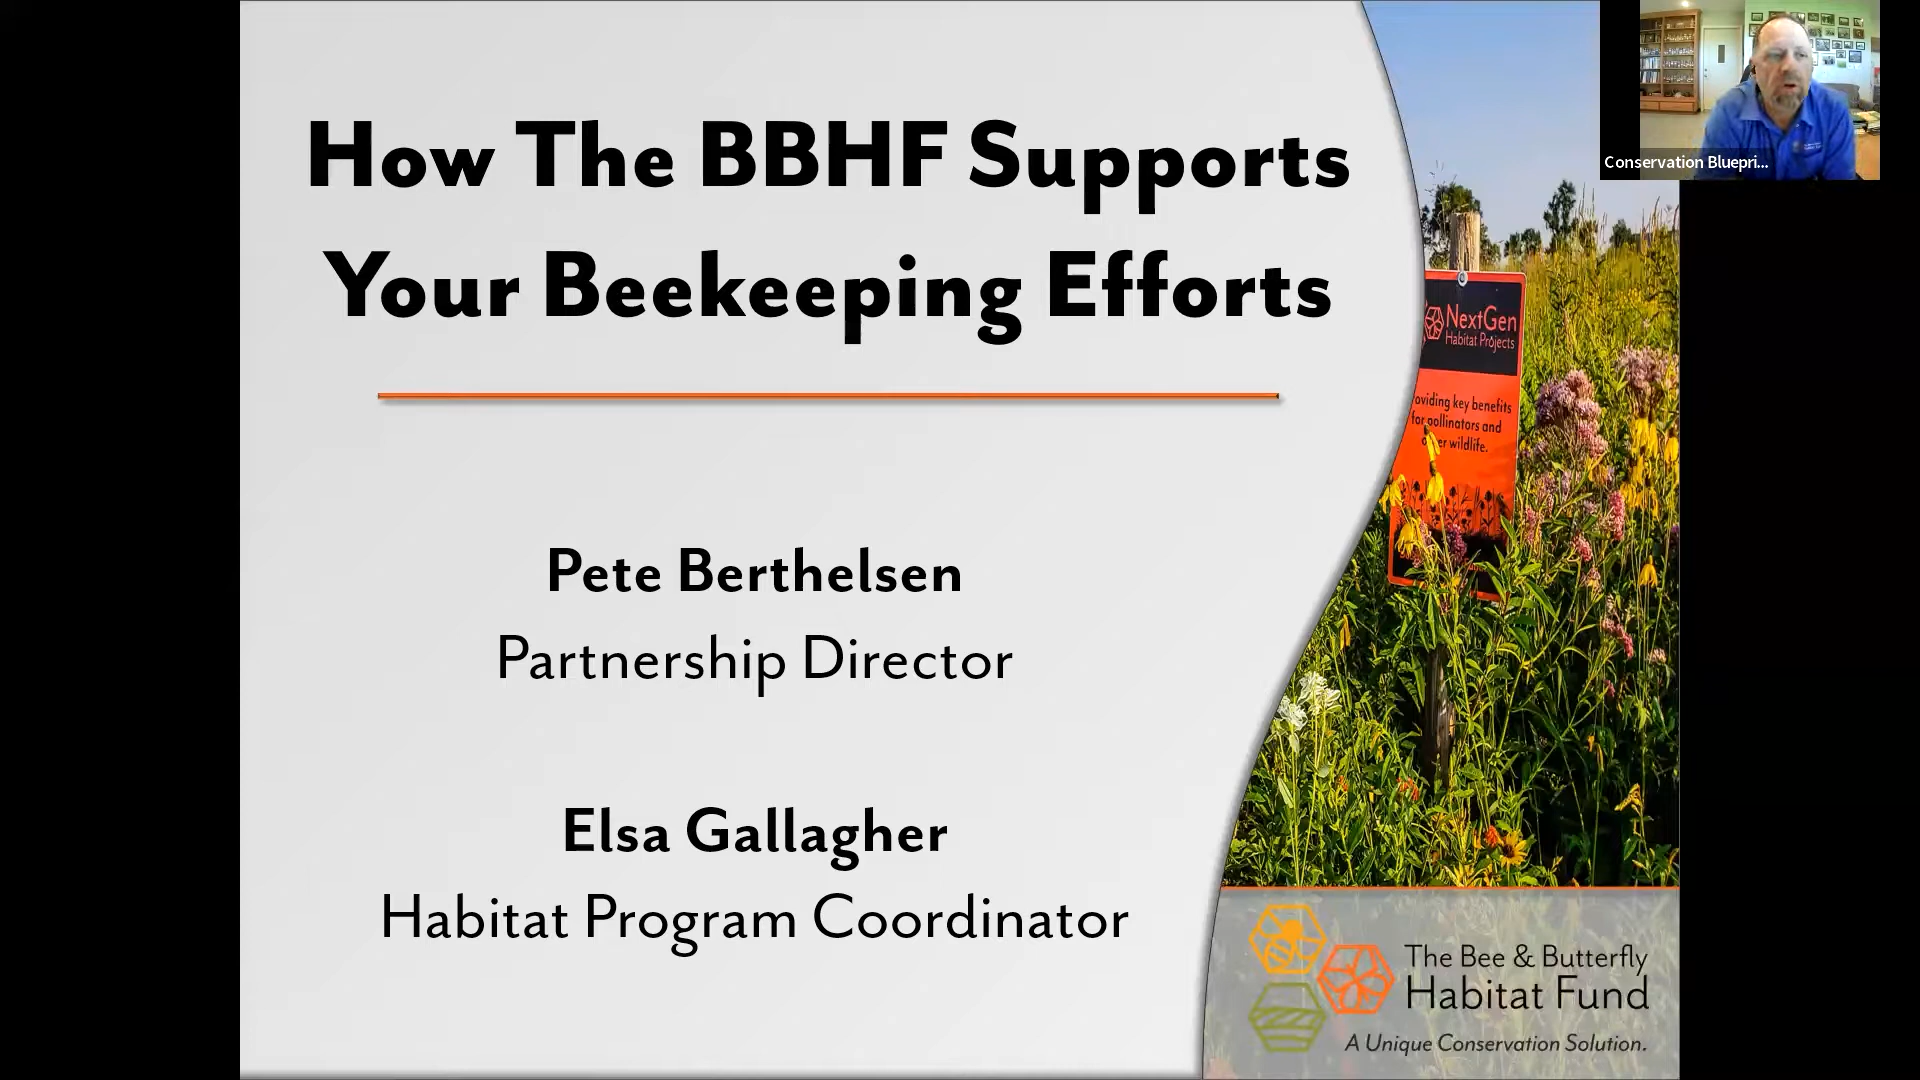 How The BBHF Supports
Your Beekeeping Efforts
Pete Berthelsen
Partnership Director
Elsa Gallagher
Habitat Program Coordinator
Conservation Bluepri...
NextGen
Habitat Projects
oviding key benefits
for pollinators and
wildlife.
The Bee & Butterfly
Habitat Fund
A Unique Conservation Solution.